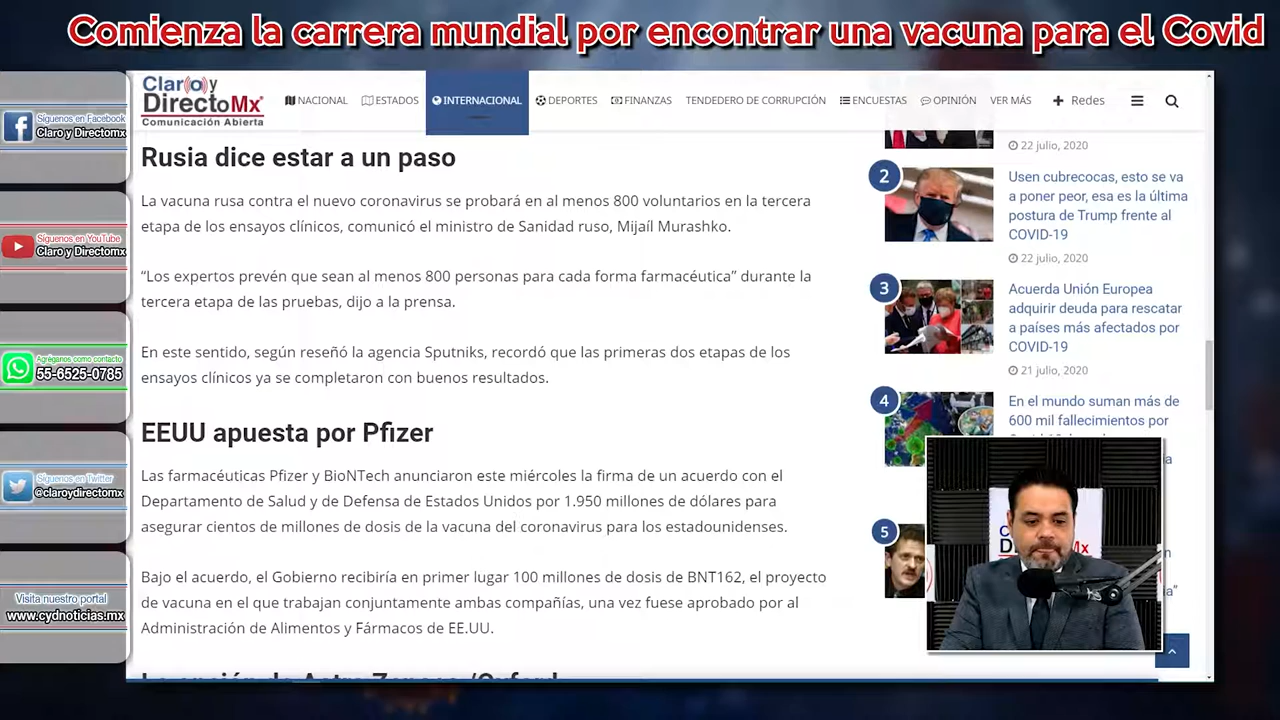 Comienza la carrera mundial por encontrar una vacuna para el Covid
Síguenos en Facebook
Claro y Directomx
Síguenos en YouTube
Claro y Directomx
Agréganos como contacto
55-6525-0785
Síguenos en Twitter
@claroydirectomx
Visita nuestro portal
www.cydnoticias.mx
Claro y
DirectoMx
Comunicación Abierta
NACIONAL ESTADOS INTERNACIONAL DEPORTES FINANZAS TENDEDERO DE CORRUPCIÓN ENCUESTAS OPINIÓN VER MÁS + Redes
Rusia dice estar a un paso
La vacuna rusa contra el nuevo coronavirus se probará en al menos 800 voluntarios en la tercera
etapa de los ensayos clínicos, comunicó el ministro de Sanidad ruso, Mijaíl Murashko.
“Los expertos prevén que sean al menos 800 personas para cada forma farmacéutica” durante la
tercera etapa de las pruebas, dijo a la prensa.
En este sentido, según reseñó la agencia Sputniks, recordó que las primeras dos etapas de los
ensayos clínicos ya se completaron con buenos resultados.
EEUU apuesta por Pfizer
Las farmacéuticas Pfizer y BioNTech anunciaron este miércoles la firma de un acuerdo con el
Departamento de Salud y de Defensa de Estados Unidos por 1.950 millones de dólares para
asegurar cientos de millones de dosis de la vacuna del coronavirus para los estadounidenses.
Bajo el acuerdo, el Gobierno recibiría en primer lugar 100 millones de dosis de BNT162, el proyecto
de vacuna en el que trabajan conjuntamente ambas compañías, una vez fuese aprobado por al
Administración de Alimentos y Fármacos de EE.UU.
22 julio, 2020
2
Usen cubrecocas, esto se va
a poner peor, esa es la última
postura de Trump frente al
COVID-19
22 julio, 2020
3
Acuerda Unión Europea
adquirir deuda para rescatar
a países más afectados por
COVID-19
21 julio, 2020
4
En el mundo suman más de
600 mil fallecimientos por
5